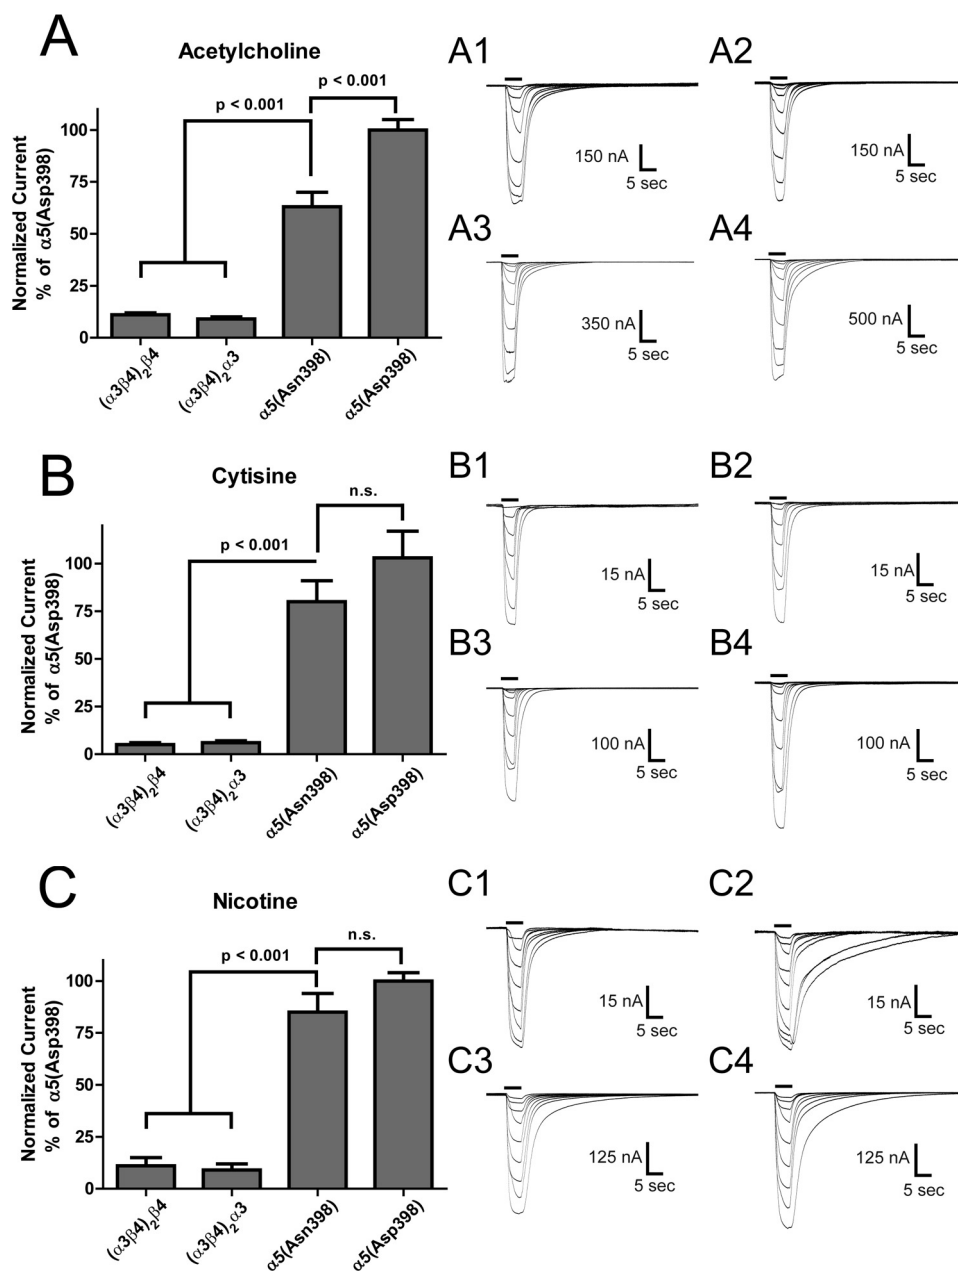 A
Acetylcholine
p < 0.001
p < 0.001
Normalized Current
% of α5(Asp398)
100
75
50
25
0
(α3β4)₂β4
(α3β4)₂α3
α5(Asn398)
α5(Asp398)
A1
150 nA
5 sec
A2
150 nA
5 sec
A3
350 nA
5 sec
A4
500 nA
5 sec
B
Cytisine
n.s.
p < 0.001
Normalized Current
% of α5(Asp398)
100
75
50
25
0
(α3β4)₂β4
(α3β4)₂α3
α5(Asn398)
α5(Asp398)
B1
15 nA
5 sec
B2
15 nA
5 sec
B3
100 nA
5 sec
B4
100 nA
5 sec
C
Nicotine
n.s.
p < 0.001
Normalized Current
% of α5(Asp398)
100
75
50
25
0
(α3β4)₂β4
(α3β4)₂α3
α5(Asn398)
α5(Asp398)
C1
15 nA
5 sec
C2
15 nA
5 sec
C3
125 nA
5 sec
C4
125 nA
5 sec